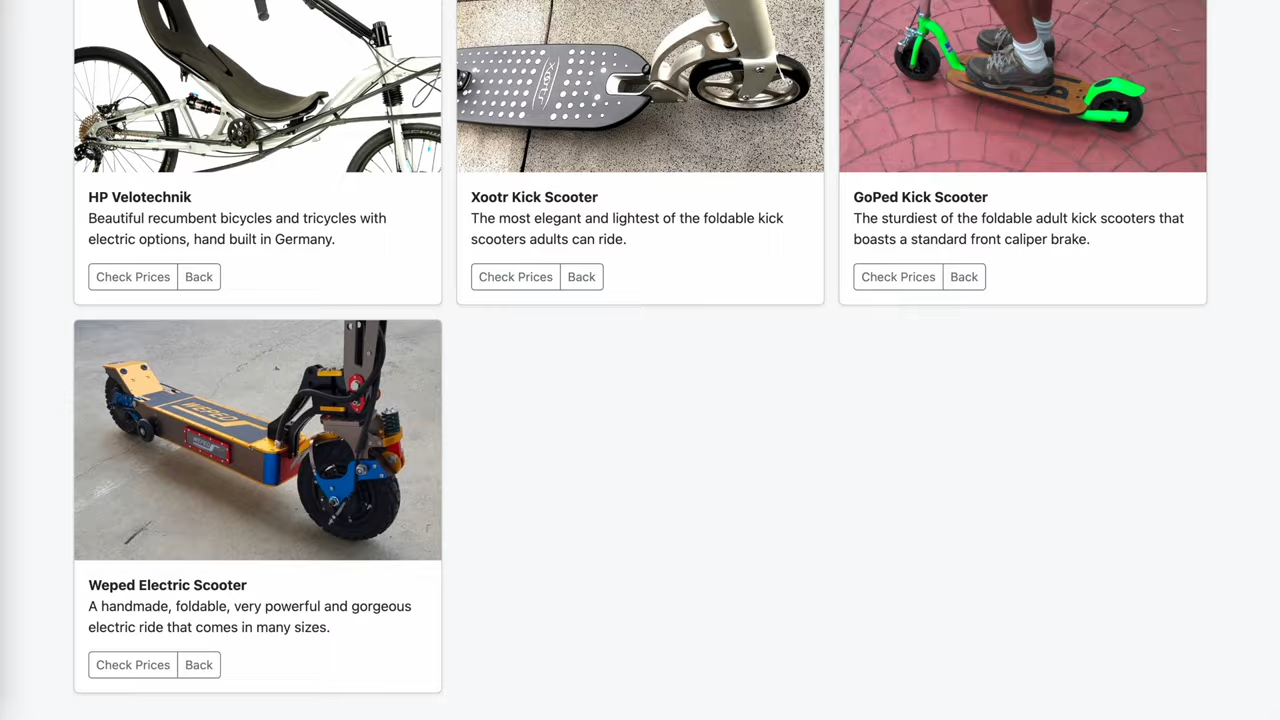 xootr
HP Velotechnik
Beautiful recumbent bicycles and tricycles with
electric options, hand built in Germany.
Check Prices Back
Xootr Kick Scooter
The most elegant and lightest of the foldable kick
scooters adults can ride.
Check Prices Back
GoPed Kick Scooter
The sturdiest of the foldable adult kick scooters that
boasts a standard front caliper brake.
Check Prices Back
WEPED
WEPED
Weped Electric Scooter
A handmade, foldable, very powerful and gorgeous
electric ride that comes in many sizes.
Check Prices Back